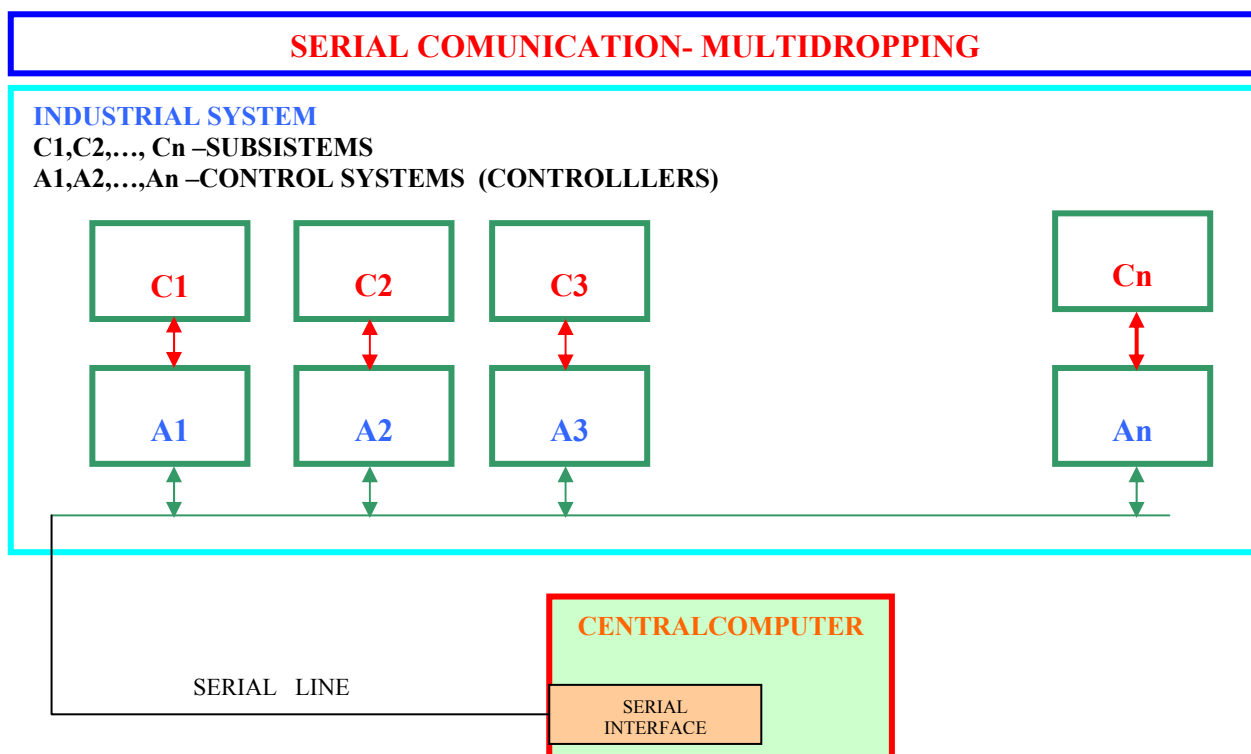 SERIAL COMUNICATION- MULTIDROPPING
INDUSTRIAL SYSTEM
C1,C2,…, Cn –SUBSISTEMS
A1,A2,…,An –CONTROL SYSTEMS (CONTROLLLERS)
C1 C2 C3 Cn
A1 A2 A3 An
CENTRALCOMPUTER
SERIAL LINE
SERIAL
INTERFACE